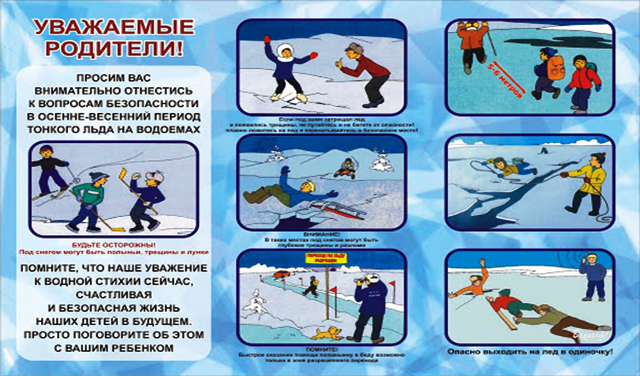 УВАЖАЕМЫЕ
РОДИТЕЛИ!
ПРОСИМ ВАС
ВНИМАТЕЛЬНО ОТНЕСТИСЬ
К ВОПРОСАМ БЕЗОПАСНОСТИ
В ОСЕННЕ-ВЕСЕННИЙ ПЕРИОД
ТОНКОГО ЛЬДА НА ВОДОЕМАХ
БУДЬТЕ ОСТОРОЖНЫ!
Под снегом могут быть полыньи, трещины и лунки
ПОМНИТЕ, ЧТО НАШЕ УВАЖЕНИЕ
К ВОДНОЙ СТИХИИ СЕЙЧАС,
СЧАСТЛИВАЯ
И БЕЗОПАСНАЯ ЖИЗНЬ
НАШИХ ДЕТЕЙ В БУДУЩЕМ.
ПРОСТО ПОГОВОРИТЕ ОБ ЭТОМ
С ВАШИМ РЕБЕНКОМ
Если под вами затрещал лед
и появились трещины, не пугайтесь и не бегите от опасности!
плавно ложитесь на лед и перекатывайтесь в безопасное место!
ВНИМАНИЕ!
В таких местах под снегом могут быть
глубокие трещины и разломы
ПЕРЕХОД ПО ЛЬДУ
РАЗРЕШЕН
ПОМНИТЕ!
Быстрое оказание помощи попавшему в беду возможно
только в зоне разрешенного перехода
5-6 метров
Опасно выходить на лед в одиночку!